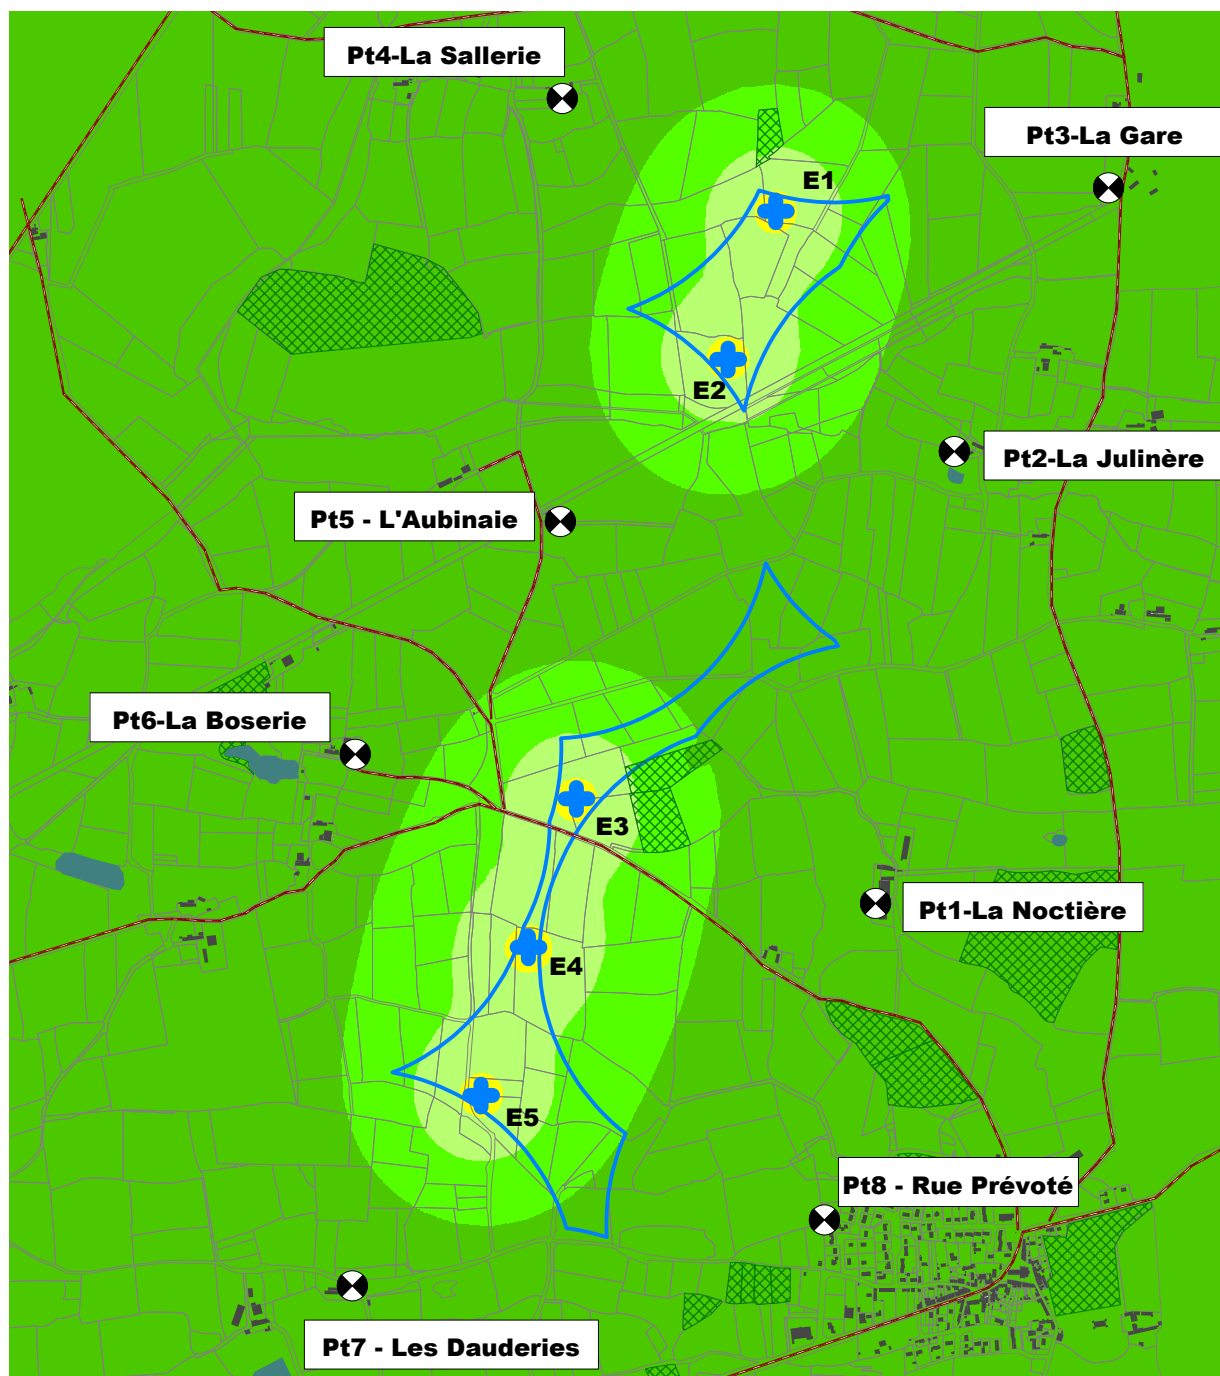 Pt4-La Sallerie
Pt3-La Gare
E1
E2
Pt2-La Julinère
Pt5 - L'Aubinaie
Pt6-La Boserie
E3
Pt1-La Noctière
E4
E5
Pt8 - Rue Prévoté
Pt7 - Les Dauderies